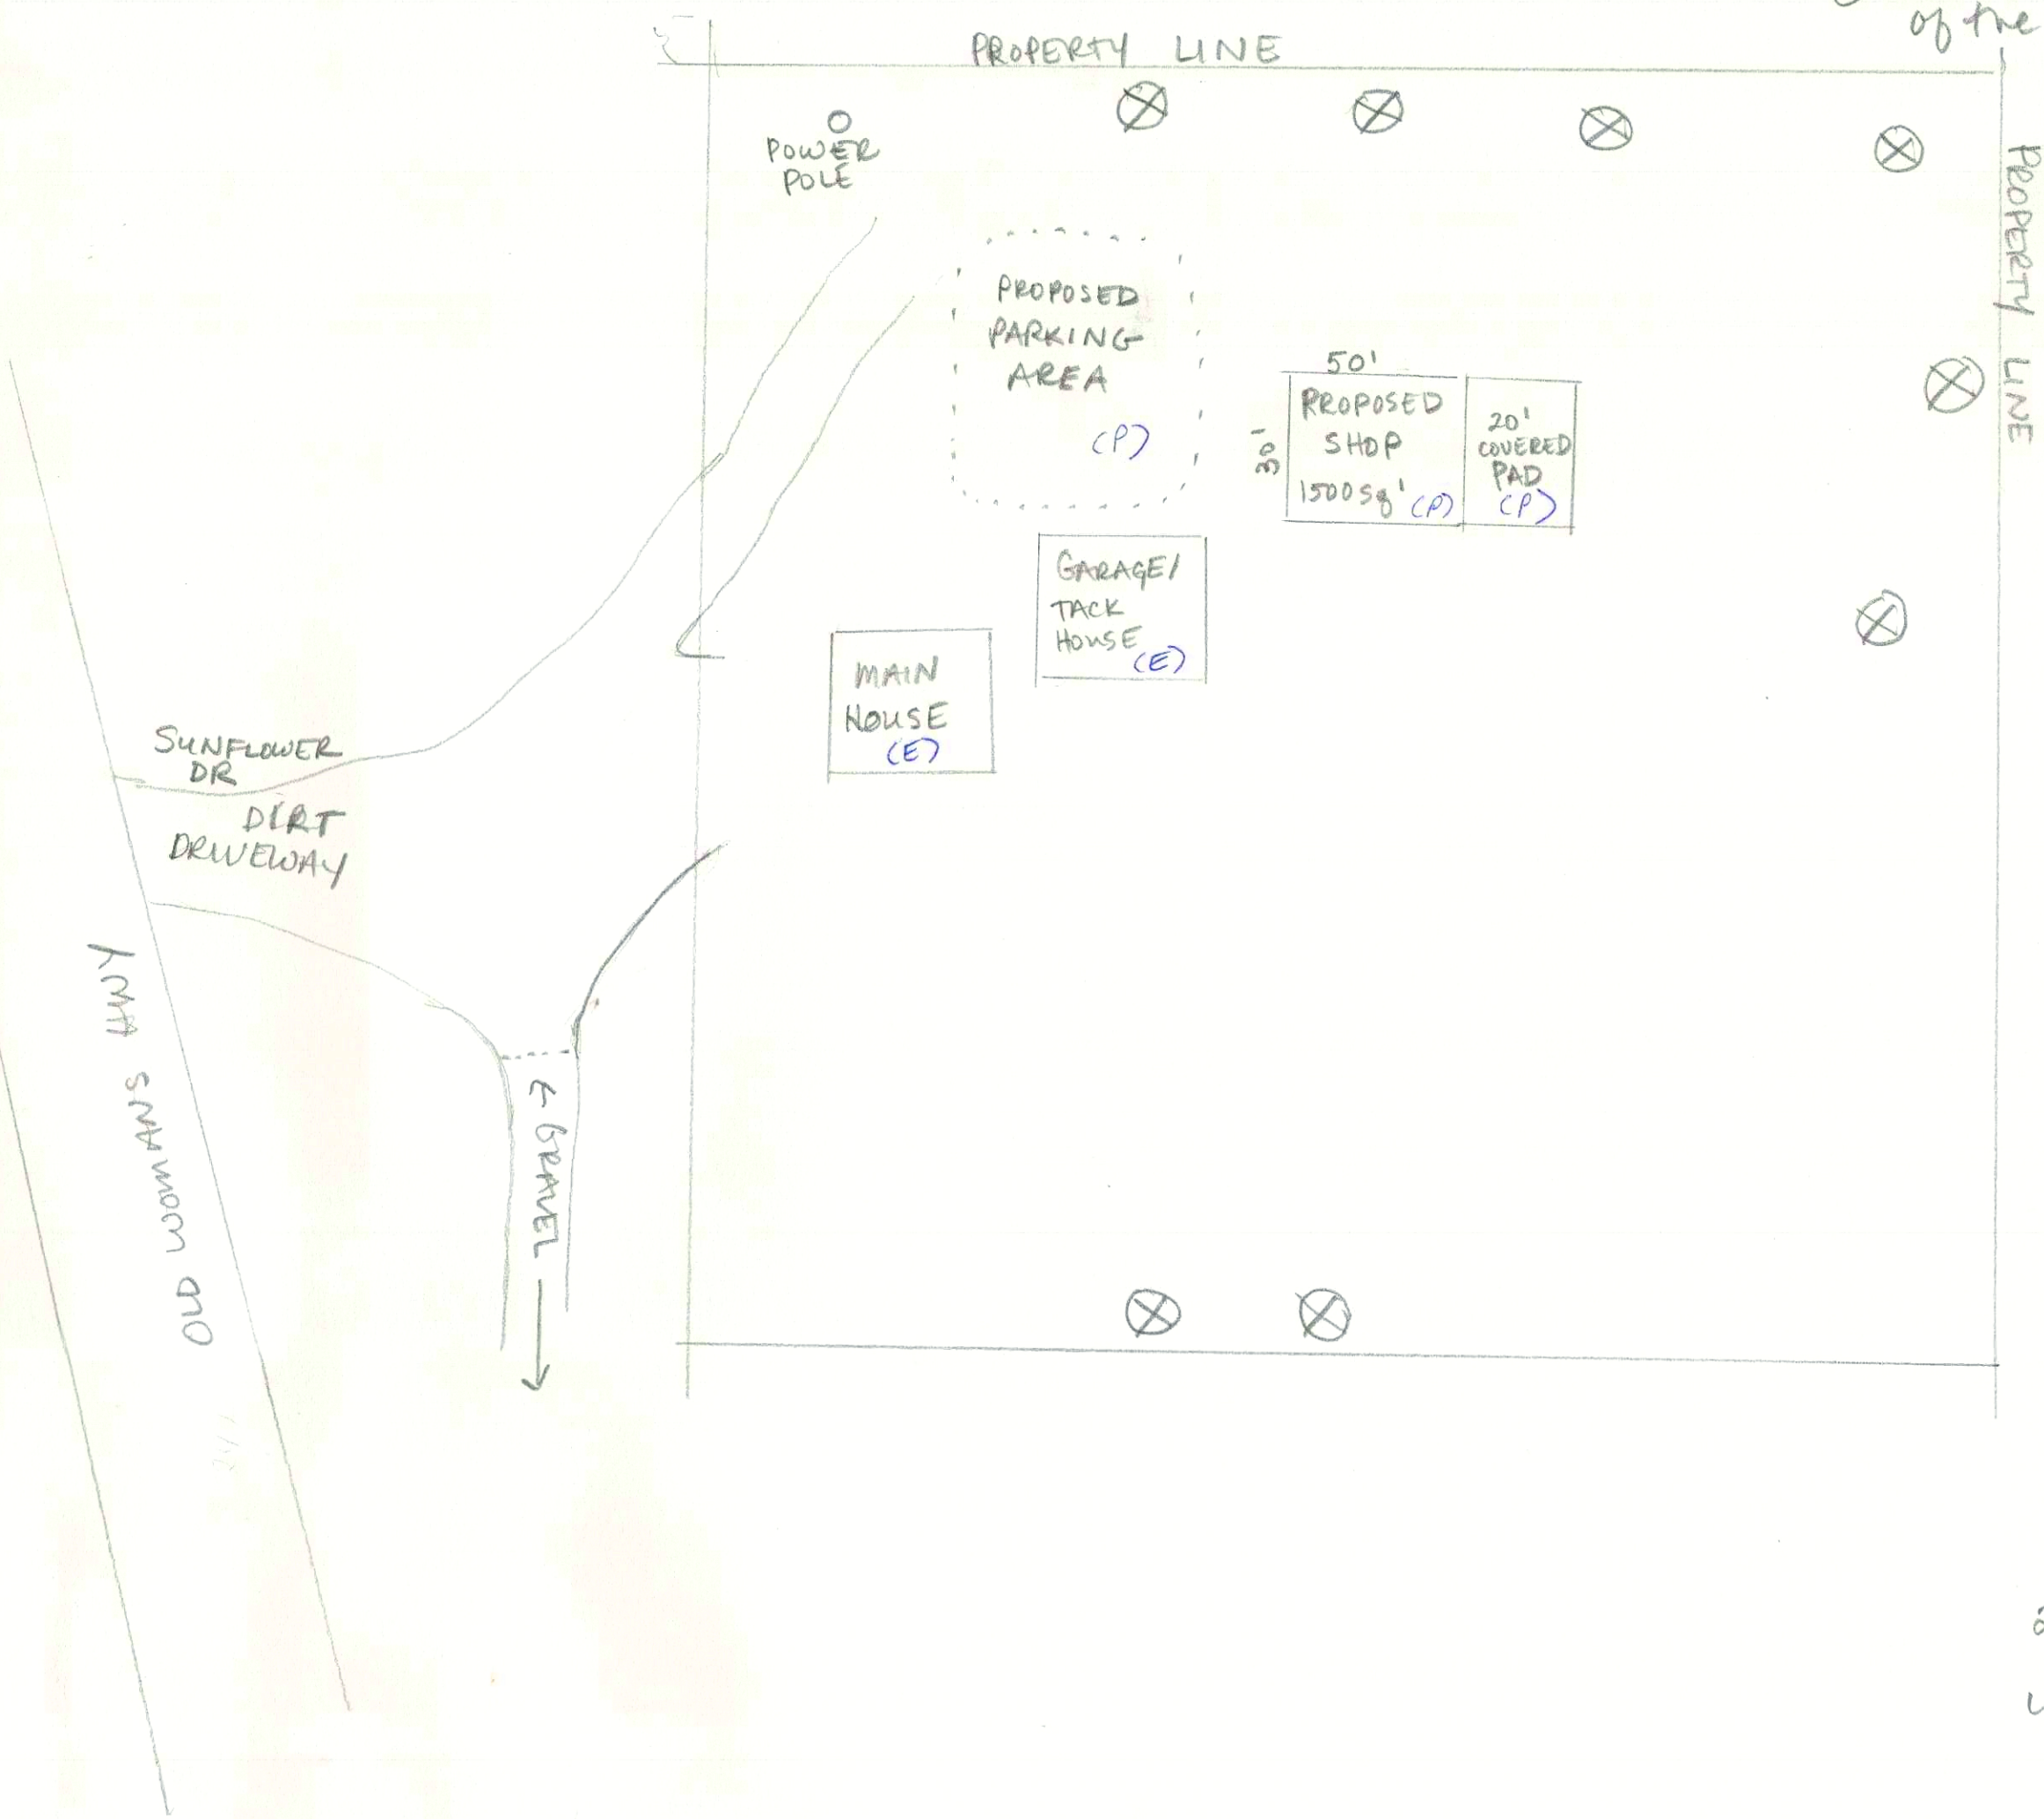 of the
PROPERTY LINE
POWER
POLE
PROPERTY LINE
PROPOSED
PARKING
AREA
(P)
50'
30'
PROPOSED
SHOP
1500 sq' (P)
20'
COVERED
PAD
(P)
GARAGE/
TACK
HOUSE
(E)
MAIN
HOUSE
(E)
SUNFLOWER
DR
DIRT
DRIVEWAY
OLD WOMANS HWY
← GRAVEL →